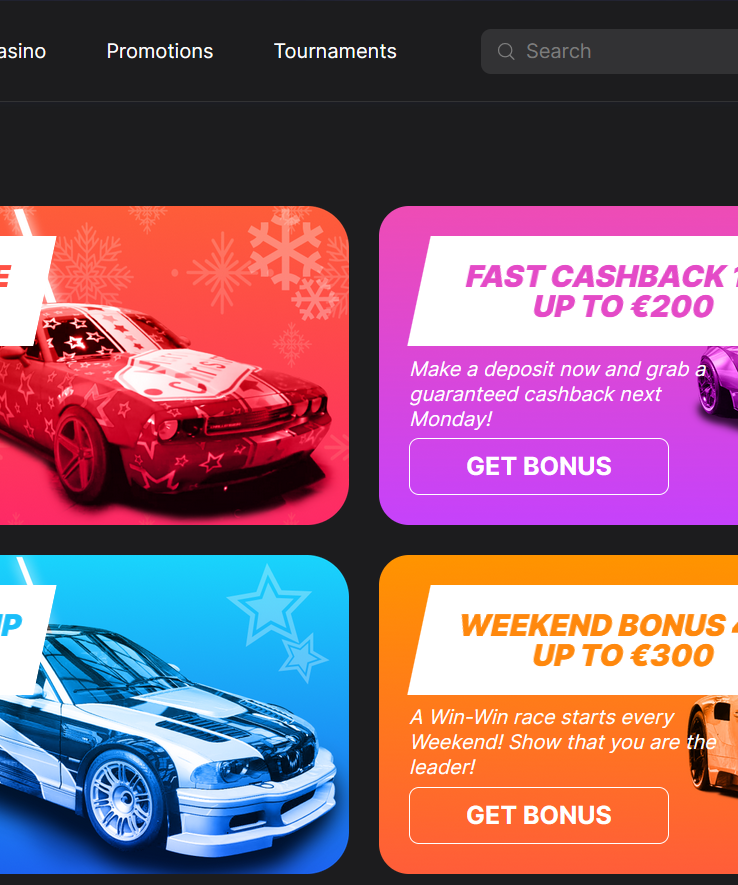 asino
Promotions
Tournaments
Search
E
FAST CASHBACK 1
UP TO €200
Make a deposit now and grab a
guaranteed cashback next
Monday!
GET BONUS
UP
WEEKEND BONUS 4
UP TO €300
A Win-Win race starts every
Weekend! Show that you are the
leader!
GET BONUS